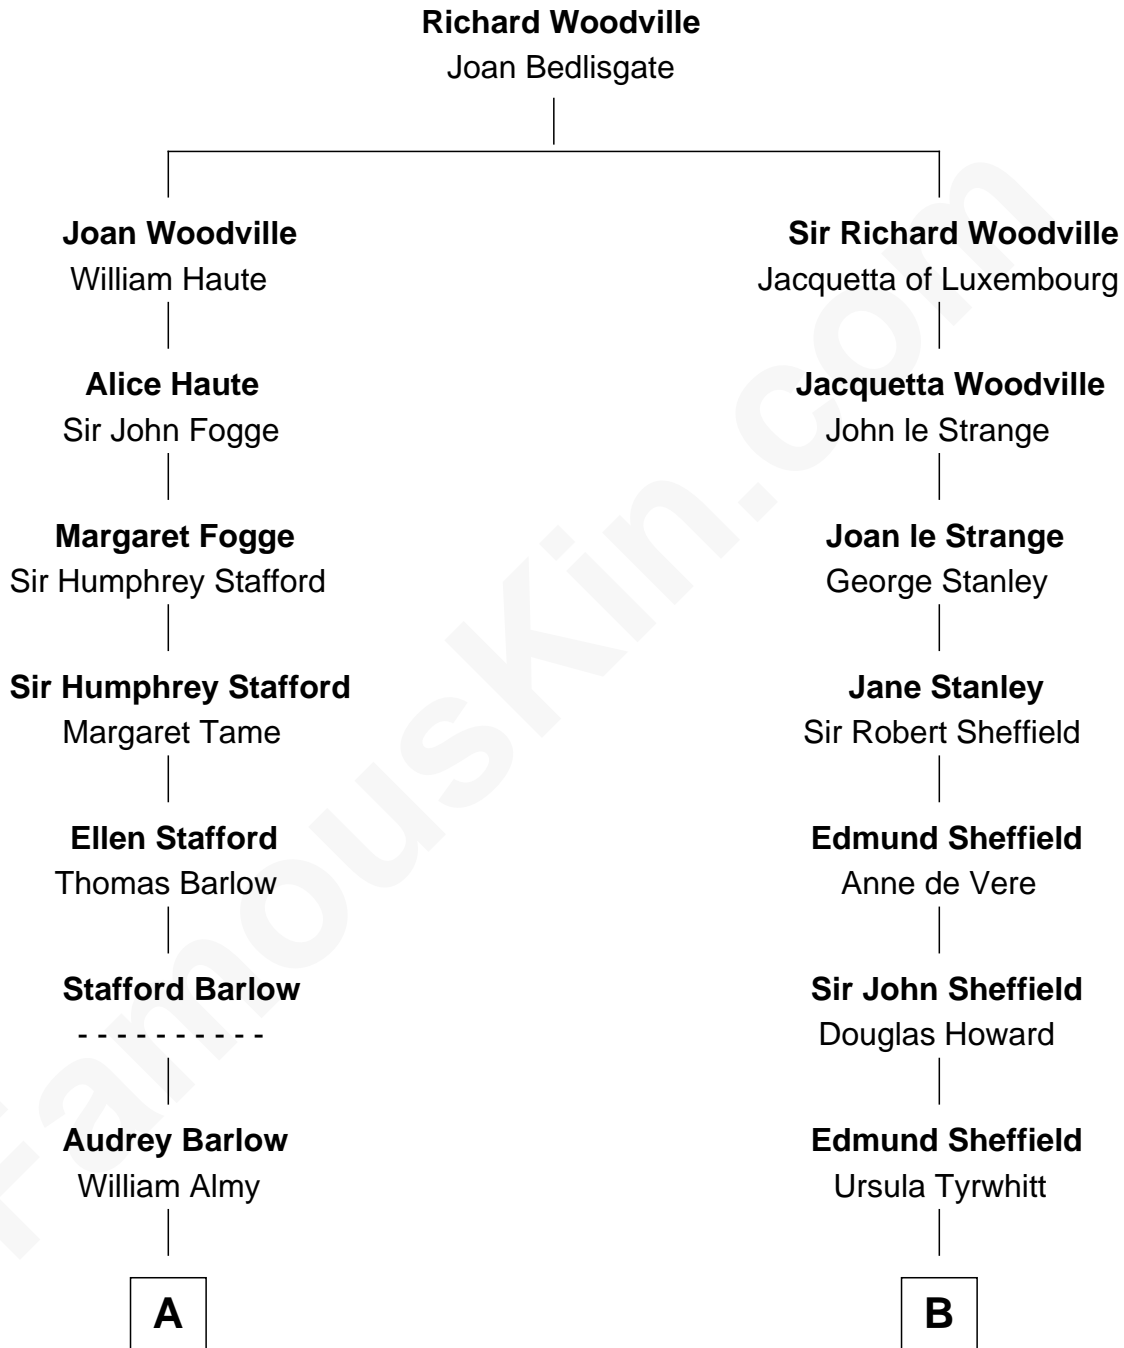 Richard Woodville
Joan Bedlisgate
Joan Woodville
William Haute
Sir Richard Woodville
Jacquetta of Luxembourg
Alice Haute
Sir John Fogge
Jacquetta Woodville
John le Strange
Margaret Fogge
Sir Humphrey Stafford
Joan le Strange
George Stanley
Sir Humphrey Stafford
Margaret Tame
Jane Stanley
Sir Robert Sheffield
Ellen Stafford
Thomas Barlow
Edmund Sheffield
Anne de Vere
Stafford Barlow
- - - - - - - - - -
Sir John Sheffield
Douglas Howard
Audrey Barlow
William Almy
Edmund Sheffield
Ursula Tyrwhitt
A
B
FamousKin.com